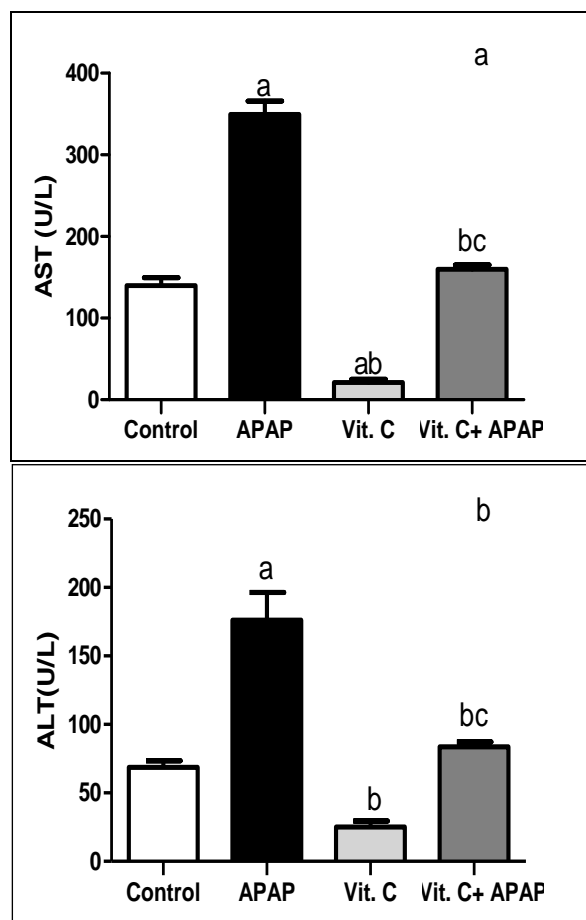 a
400
a
300
AST (U/L)
200
bc
100
ab
0
Control APAP Vit. C Vit. C+ APAP
b
250
a
200
ALT(U/L)
150
100
bc
50
b
0
Control APAP Vit. C Vit. C+ APAP